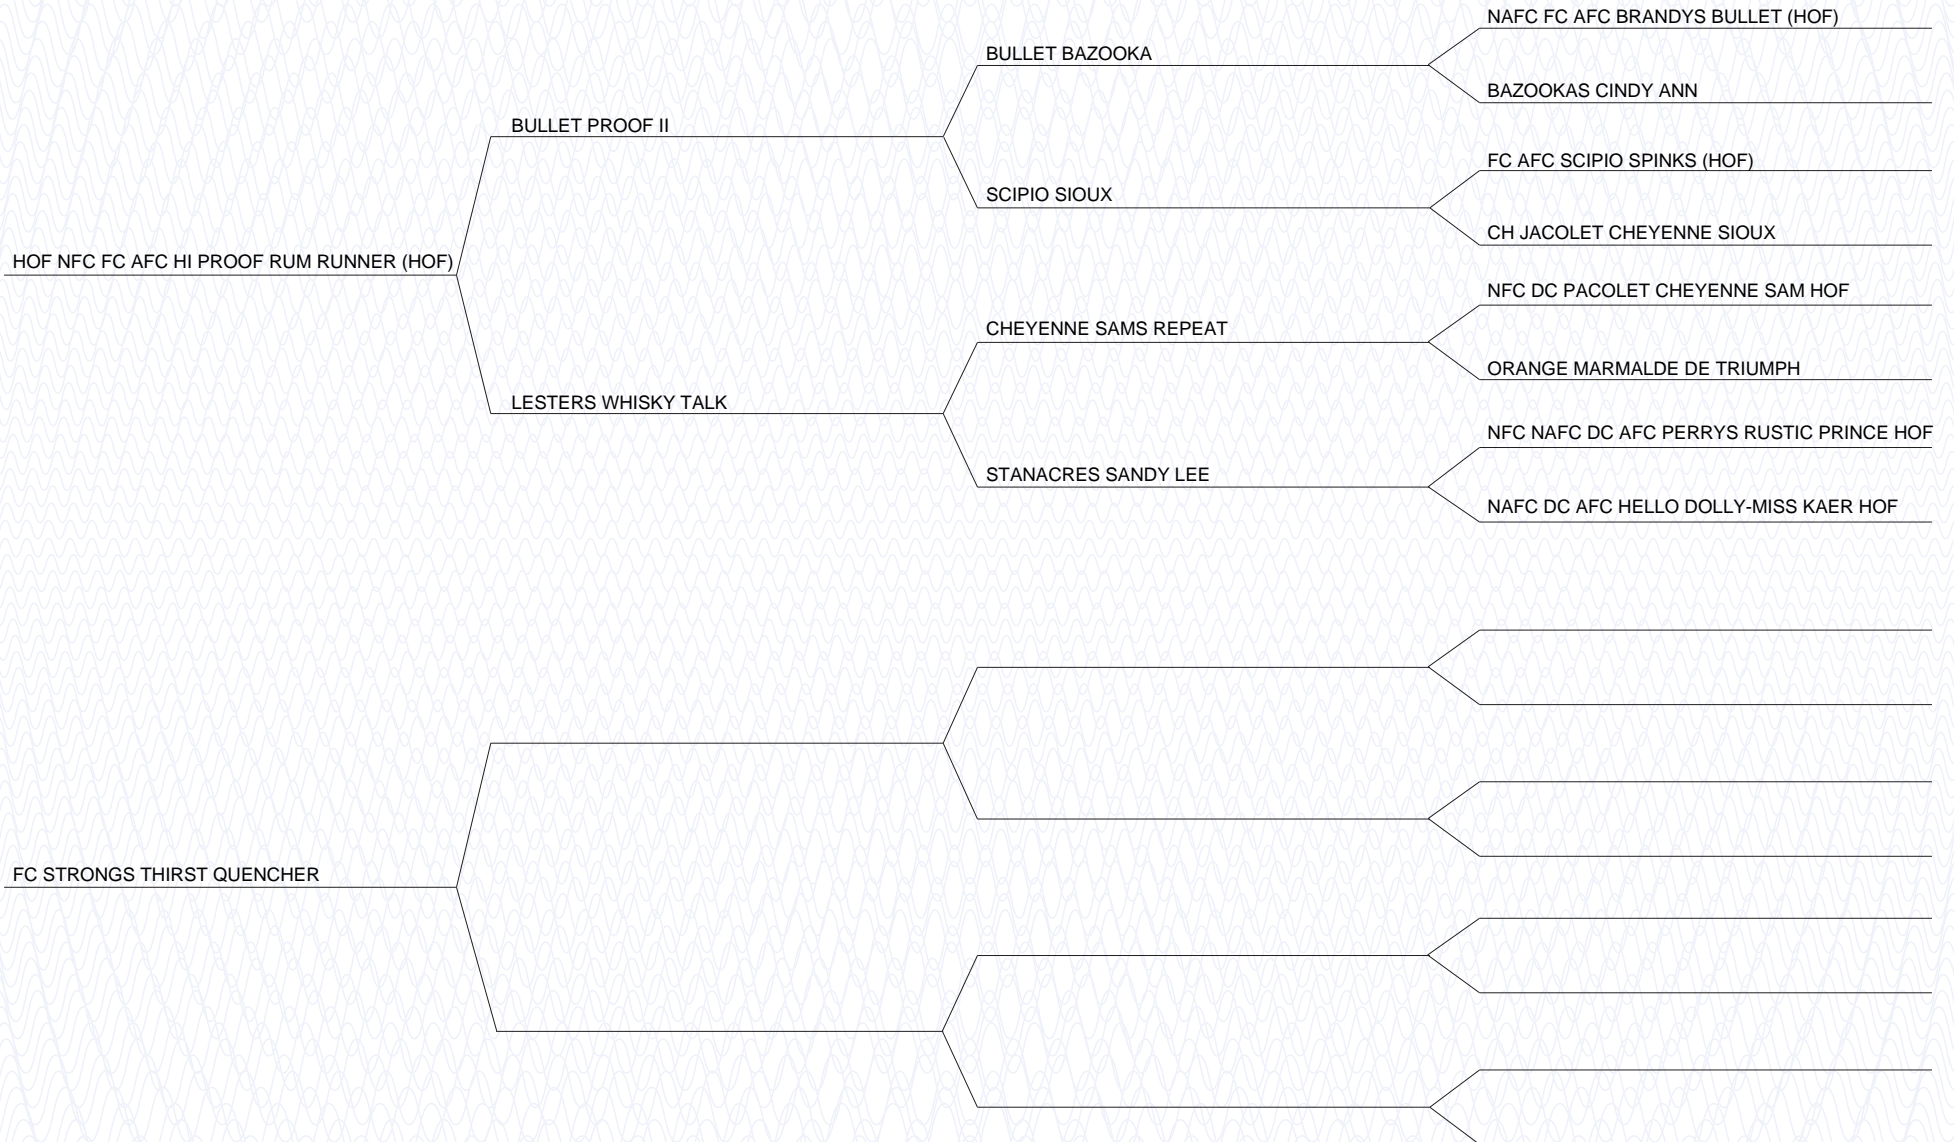 NAFC FC AFC BRANDYS BULLET (HOF)
BULLET BAZOOKA
BAZOOKAS CINDY ANN
BULLET PROOF II
FC AFC SCIPIO SPINKS (HOF)
SCIPIO SIOUX
CH JACOLET CHEYENNE SIOUX
HOF NFC FC AFC HI PROOF RUM RUNNER (HOF)
NFC DC PACOLET CHEYENNE SAM HOF
CHEYENNE SAMS REPEAT
ORANGE MARMALDE DE TRIUMPH
LESTERS WHISKY TALK
NFC NAFC DC AFC PERRYS RUSTIC PRINCE HOF
STANACRES SANDY LEE
NAFC DC AFC HELLO DOLLY-MISS KAER HOF
FC STRONGS THIRST QUENCHER